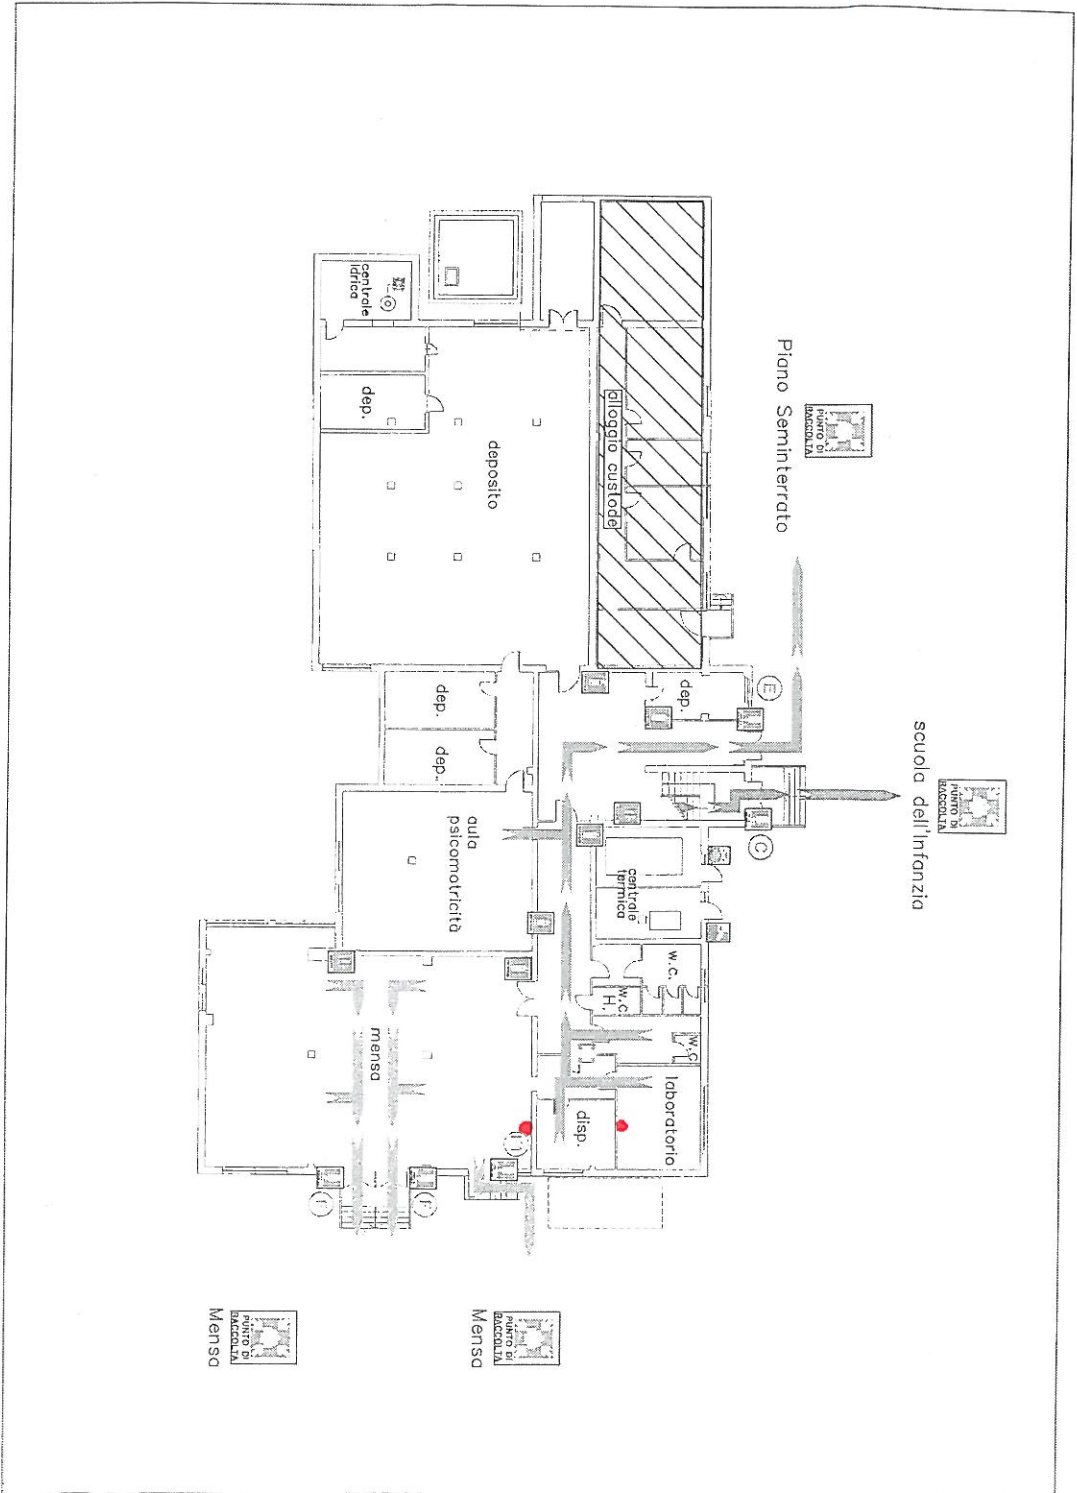 scuola dell'Infanzia
PUNTO DI
RACCOLTA
Piano Seminterrato
PUNTO DI
RACCOLTA
alloggio custode
dep.
E
C
centrale
termica
w.c.
w.c.
H.
w.c
laboratorio
disp.
deposito
centrale
idrica
dep.
dep.
dep.
aula
psicomotricità
mensa
Mensa
PUNTO DI
RACCOLTA
Mensa
PUNTO DI
RACCOLTA